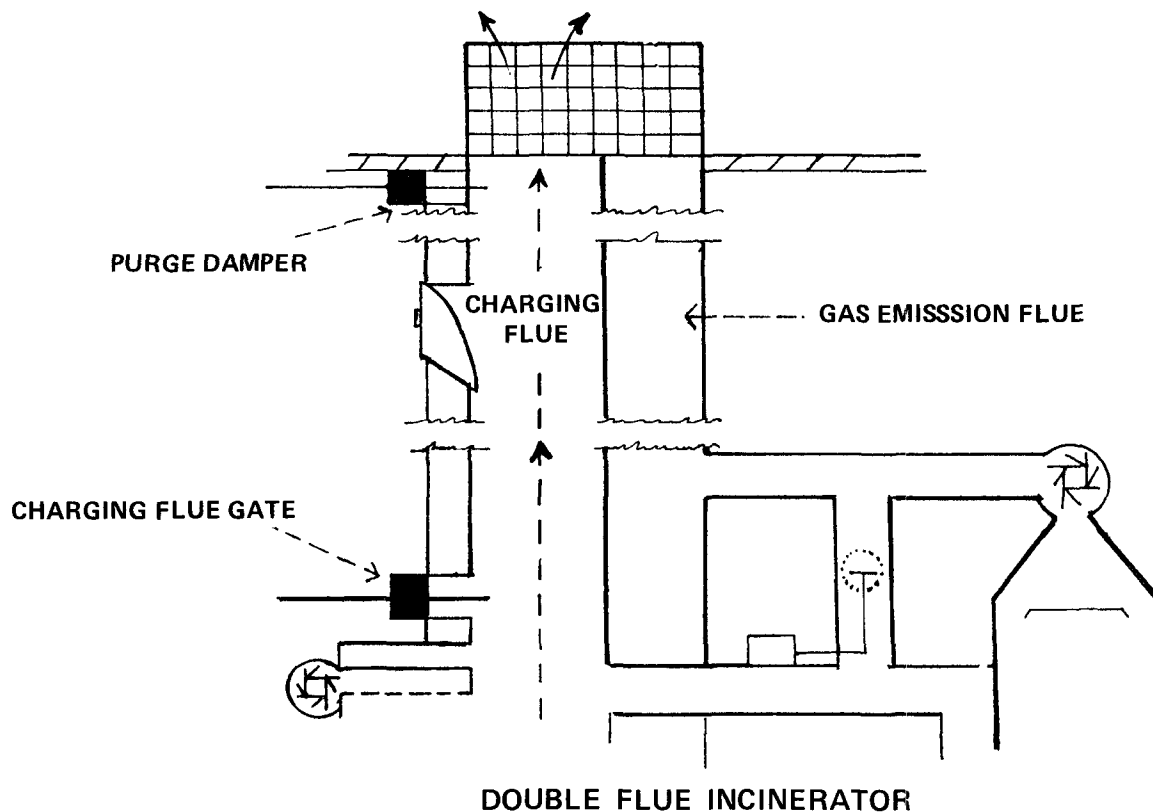 PURGE DAMPER
CHARGING
FLUE
GAS EMISSSION FLUE
CHARGING FLUE GATE
DOUBLE FLUE INCINERATOR